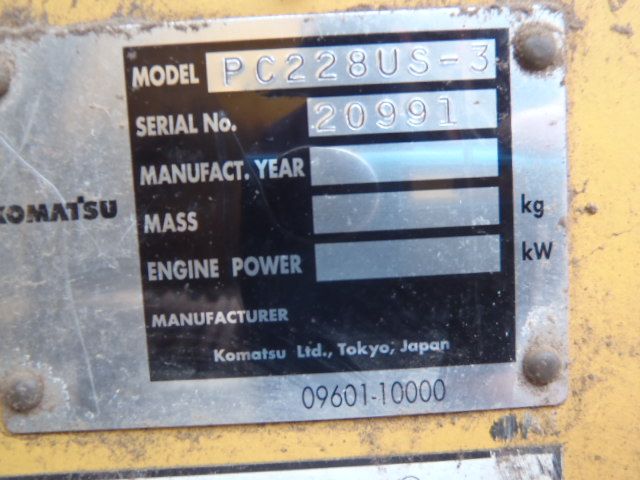 MODEL PC228US-3
SERIAL No. 20991
MANUFACT. YEAR
KOMATSU
MASS kg
ENGINE POWER kW
MANUFACTURER
Komatsu Ltd., Tokyo, Japan
09601-10000